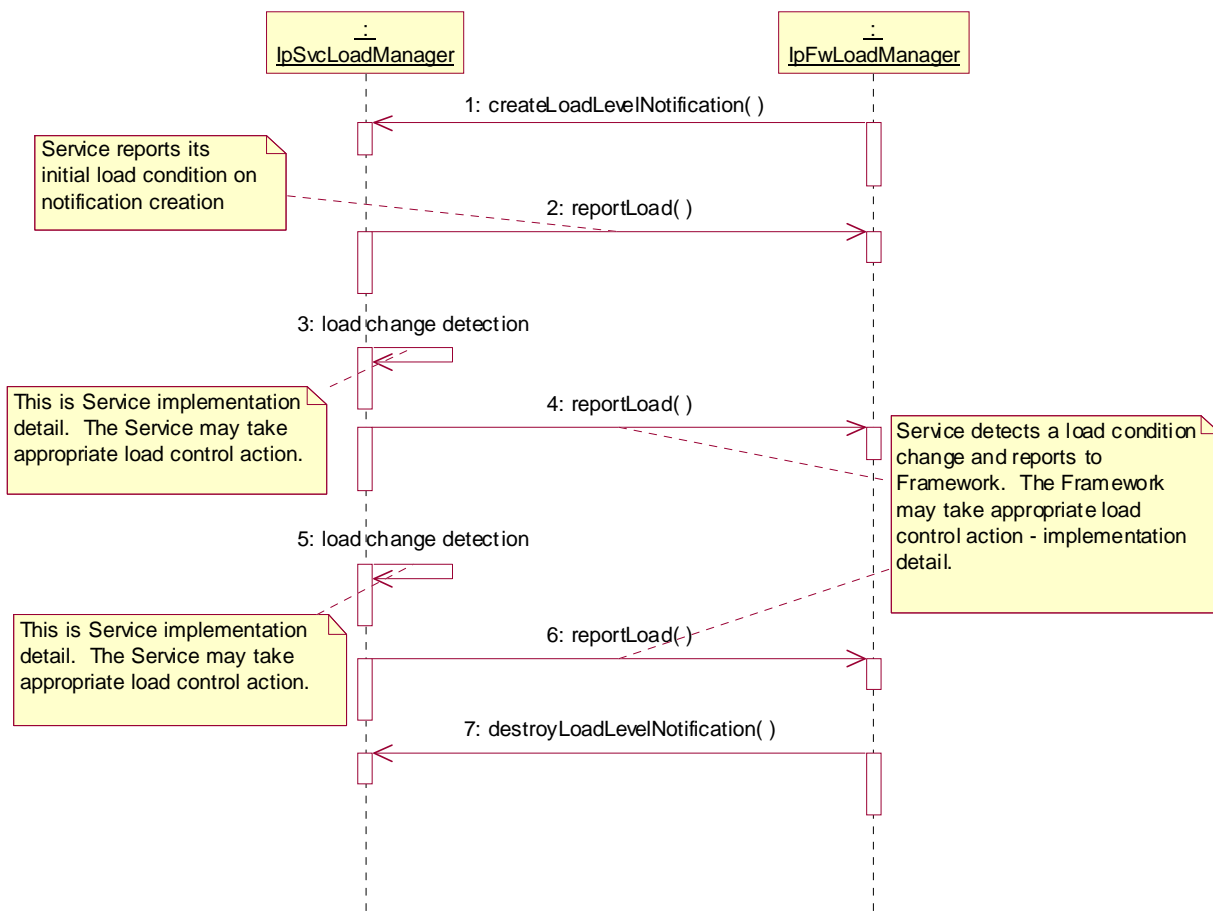 :
IpSvcLoadManager
:
IpFwLoadManager
1: createLoadLevelNotification( )
Service reports its
initial load condition on
notification creation
2: reportLoad( )
3: load change detection
This is Service implementation
detail.  The Service may take
appropriate load control action.
4: reportLoad( )
Service detects a load condition
change and reports to
Framework.  The Framework
may take appropriate load
control action - implementation
detail.
5: load change detection
This is Service implementation
detail.  The Service may take
appropriate load control action.
6: reportLoad( )
7: destroyLoadLevelNotification( )